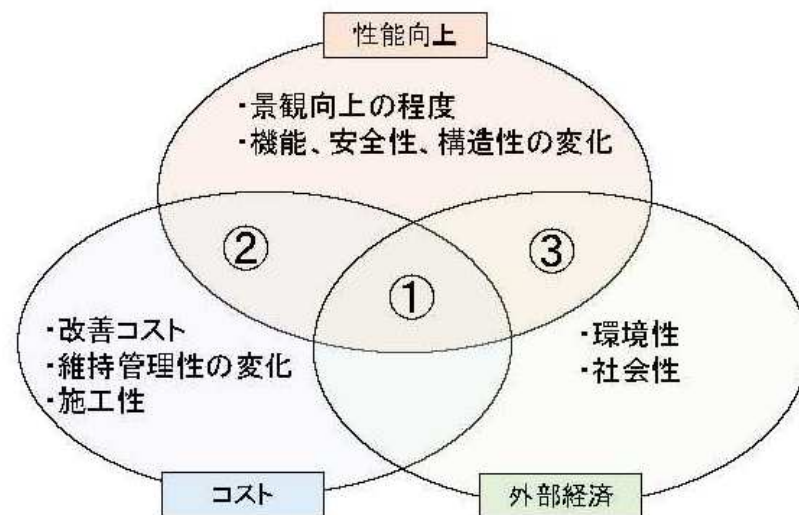 性能向上
・景観向上の程度
・機能、安全性、構造性の変化
②
③
①
・改善コスト
・維持管理性の変化
・施工性
・環境性
・社会性
コスト
外部経済